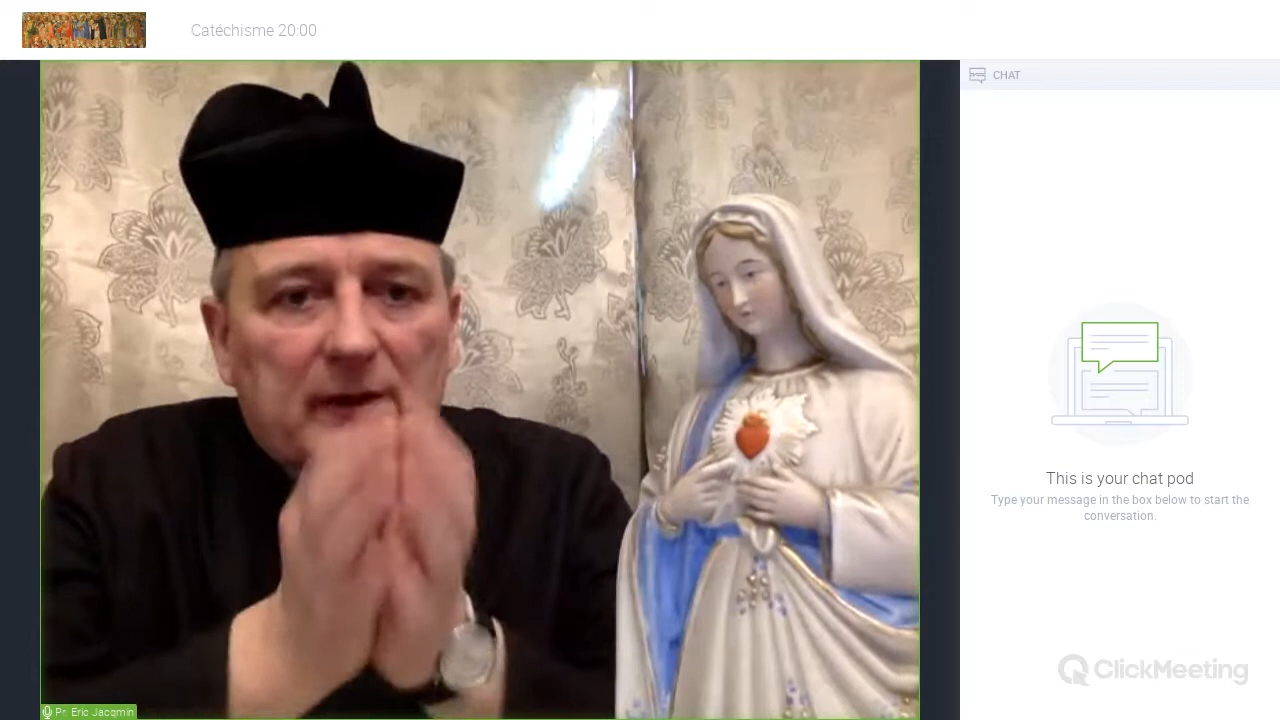 Catéchisme 20:00
CHAT
This is your chat pod
Type your message in the box below to start the
conversation.
ClickMeeting
Pr. Eric Jacqmin